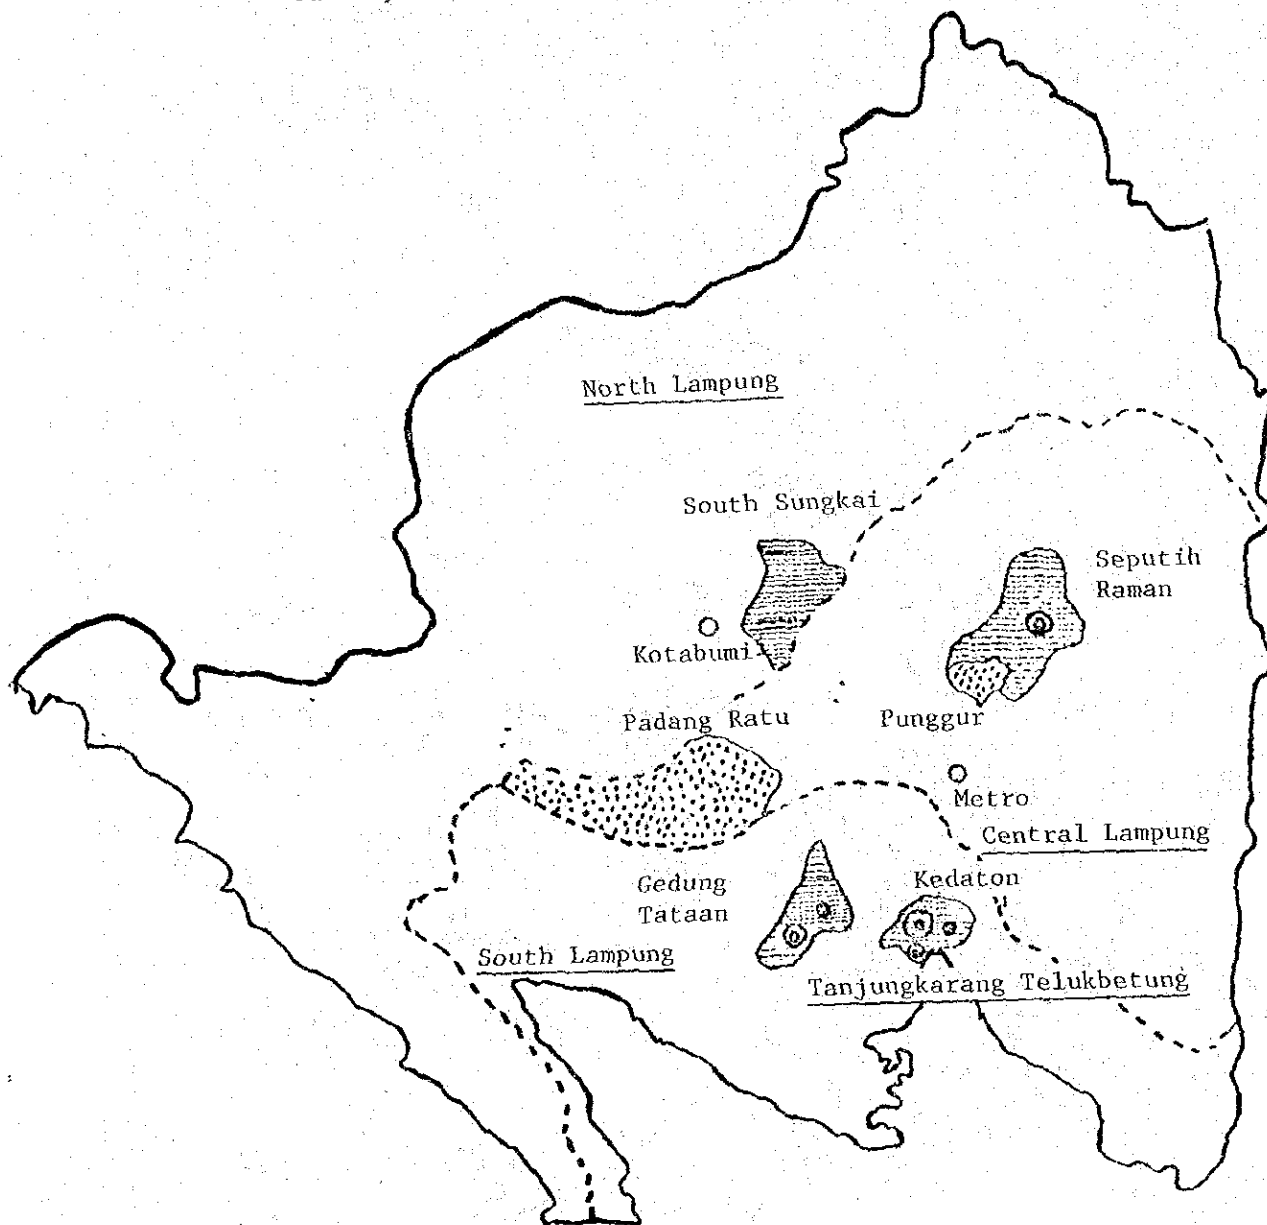 North Lampung
South Sungkai
Seputih
Raman
Kotabumi
Padang Ratu
Punggur
Metro
Central Lampung
Gedung
Tataan
Kedaton
South Lampung
Tanjungkarang Telukbetung